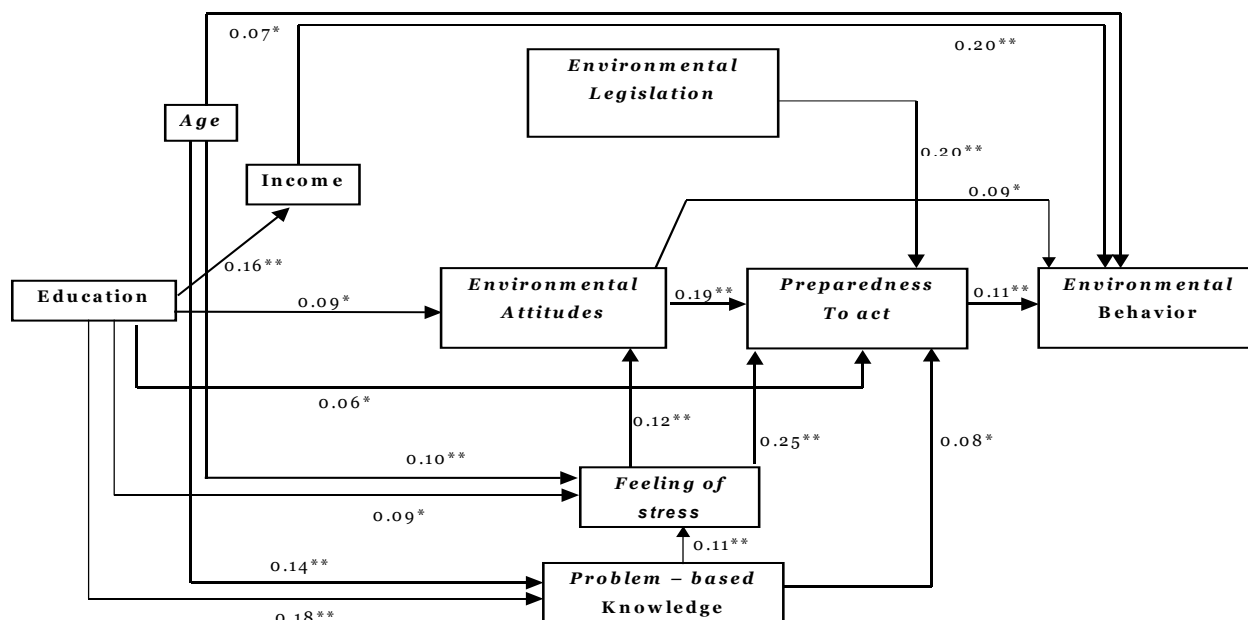 0.07*
0.20**
Environmental
Legislation
Age
0.20**
Income
0.09*
0.16**
Education
0.09*
Environmental
Attitudes
0.19**
Preparedness
To act
0.11**
Environmental
Behavior
0.06*
0.12**
0.25**
0.08*
0.10**
Feeling of
stress
0.09*
0.11**
0.14**
Problem – based
Knowledge
0.18**